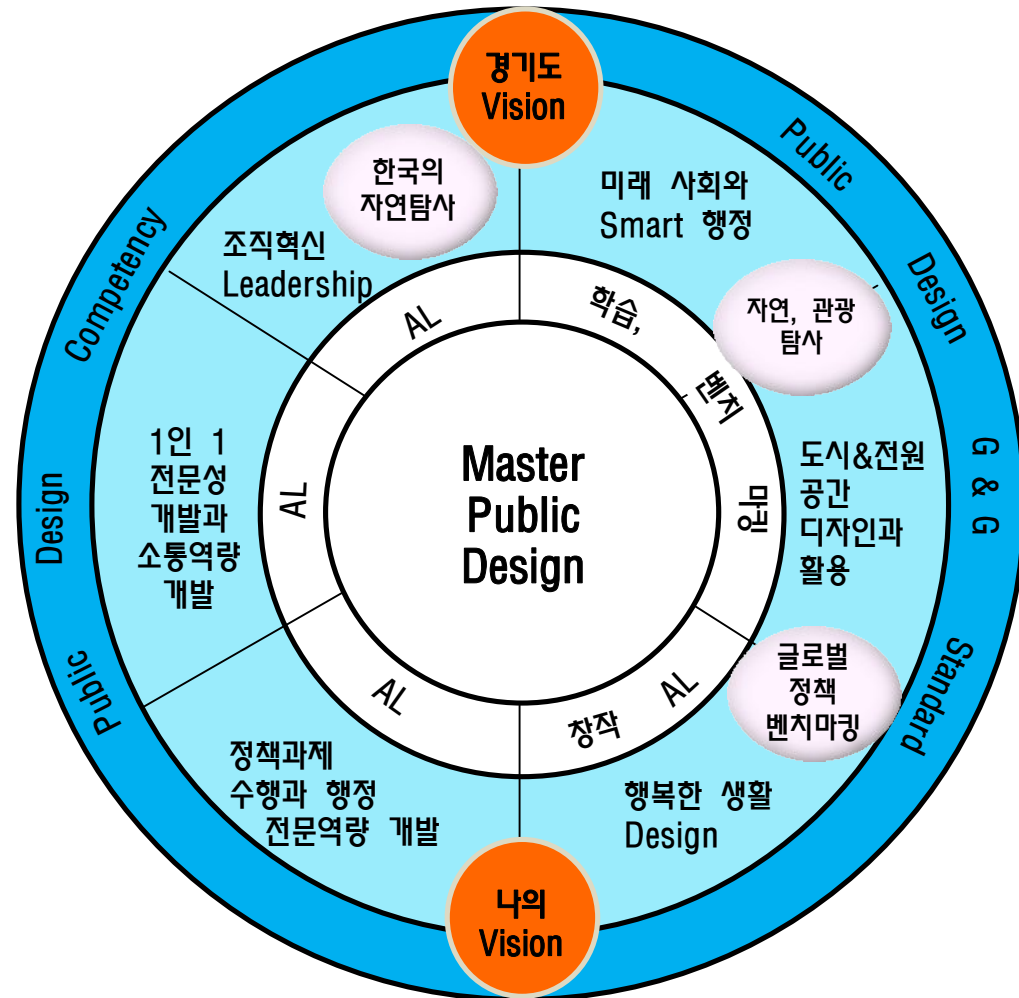 경기도
Vision
Public
Design
G & G
Standard
Public
Design
Competency
한국의
자연탐사
미래 사회와
Smart 행정
조직혁신
Leadership
자연, 관광
탐사
AL
학습,
벤치
마킹
AL
창작
AL
AL
1인 1
전문성
개발과
소통역량
개발
Master
Public
Design
도시&전원
공간
디자인과
활용
글로벌
정책
벤치마킹
정책과제
수행과 행정
전문역량 개발
행복한 생활
Design
나의
Vision